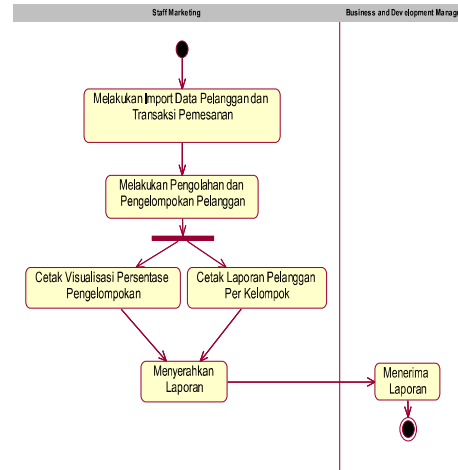 Staff Marketing
Business and Development Manage
Melakukan Import Data Pelanggan dan
Transaksi Pemesanan
Melakukan Pengolahan dan
Pengelompokan Pelanggan
Cetak Visualisasi Persentase
Pengelompokan
Cetak Laporan Pelanggan
Per Kelompok
Menyerahkan
Laporan
Menerima
Laporan